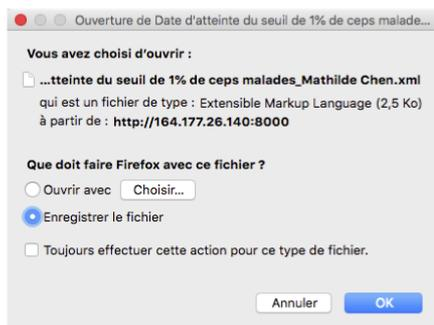 Ouverture de Date d'atteinte du seuil de 1% de ceps malade...
Vous avez choisi d'ouvrir :
...tteinte du seuil de 1% de ceps malades_Mathilde Chen.xml
qui est un fichier de type : Extensible Markup Language (2,5 Ko)
à partir de : http://164.177.26.140:8000
Que doit faire Firefox avec ce fichier ?
Ouvrir avec Choisir...
Enregistrer le fichier
Toujours effectuer cette action pour ce type de fichier.
Annuler OK